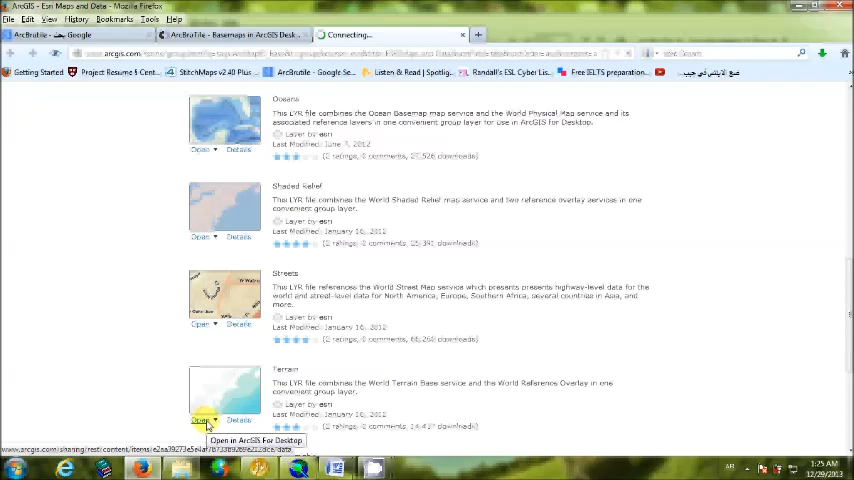 ArcGIS - Esri Maps and Data - Mozilla Firefox
File Edit View History Bookmarks Tools Help
ArcBrutile - بحث Google
ArcBruTile - Basemaps in ArcGIS Desk...
Connecting...
Getting Started
Project Resume 5-Cent...
StitchMaps v2.40 Plus ...
ArcBrutile - Google Se...
Listen & Read | Spotlig...
Randall's ESL Cyber Lis...
Free IELTS preparation...
Oceans
This LYR file combines the Ocean Basemap map service and the World Physical Map service and its
associated reference layers in one convenient group layer for use in ArcGIS for Desktop.
Layer by esri
Last Modified: June 7, 2012
Open Details
Shaded Relief
This LYR file combines the World Shaded Relief map service and two reference overlay services in one
convenient group layer.
Layer by esri
Last Modified: January 16, 2012
Open Details
(2 ratings, 0 comments, 25,391 downloads)
Streets
This LYR file references the World Street Map service which presents presents highway-level data for the
world and street-level data for North America, Europe, Southern Africa, several countries in Asia, and
more.
Layer by esri
Last Modified: January 16, 2012
Open Details
Terrain
This LYR file combines the World Terrain Base service and the World Reference Overlay in one
convenient group layer.
Layer by esri
Last Modified: January 16, 2012
Open Details
Open in ArcGIS For Desktop
AR
1:25 AM
12/29/2013